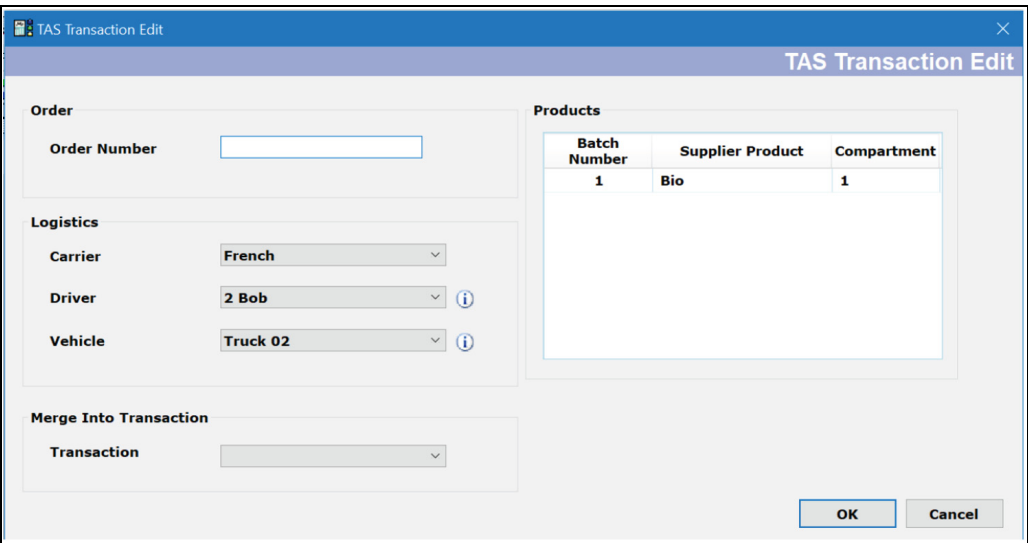 TAS Transaction Edit
TAS Transaction Edit
Order
Order Number
Logistics
Carrier French
Driver 2 Bob
Vehicle Truck 02
Merge Into Transaction
Transaction
Products
Batch Number Supplier Product Compartment
1 Bio 1
OK Cancel